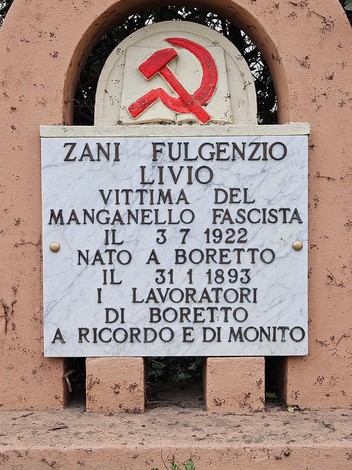 ZANI FULGENZIO
LIVIO
VITTIMA DEL
MANGANELLO FASCISTA
IL 3 7 1922
NATO A BORETTO
IL 31 1 1893
I LAVORATORI
DI BORETTO
A RICORDO E DI MONITO